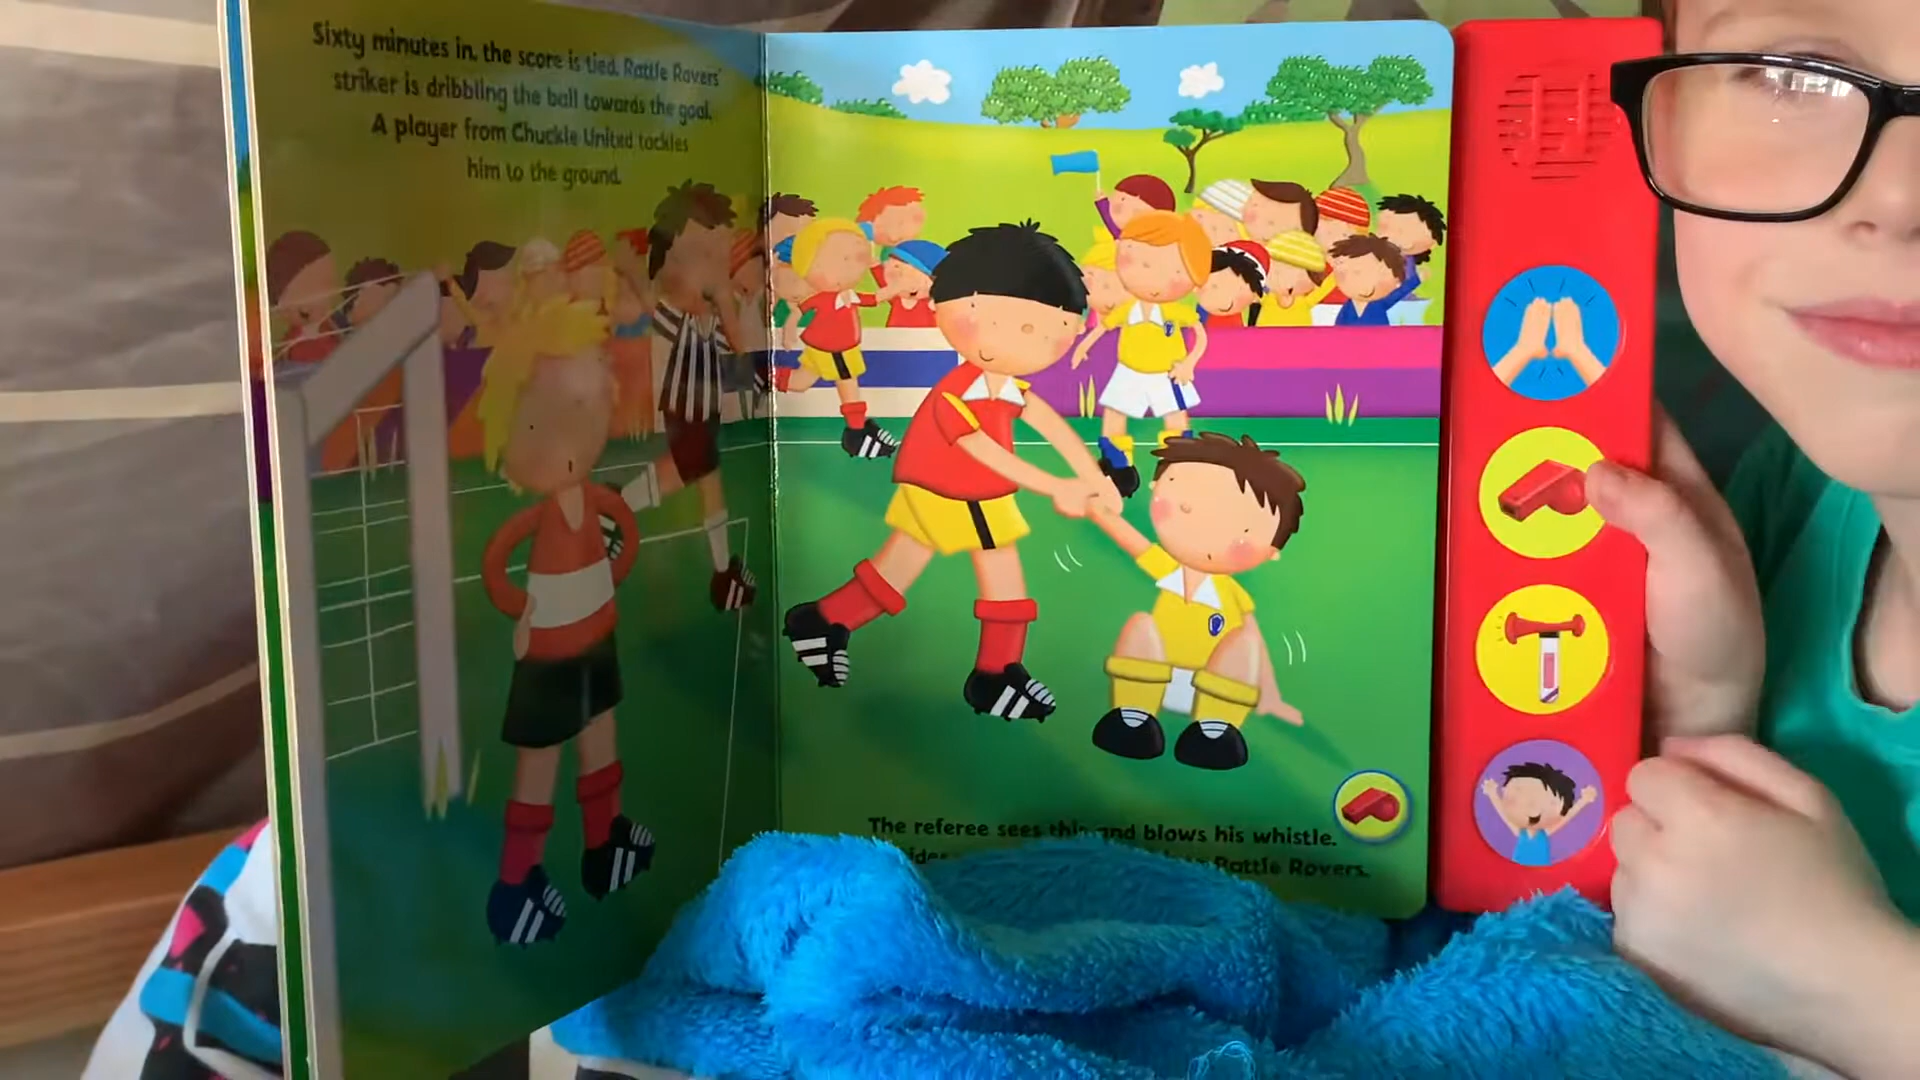 Sixty minutes in, the score is tied. Rattle Rovers'
striker is dribbling the ball towards the goal.
A player from Chuckle United tackles
him to the ground.
The referee sees this and blows his whistle.
Rattle Rovers.